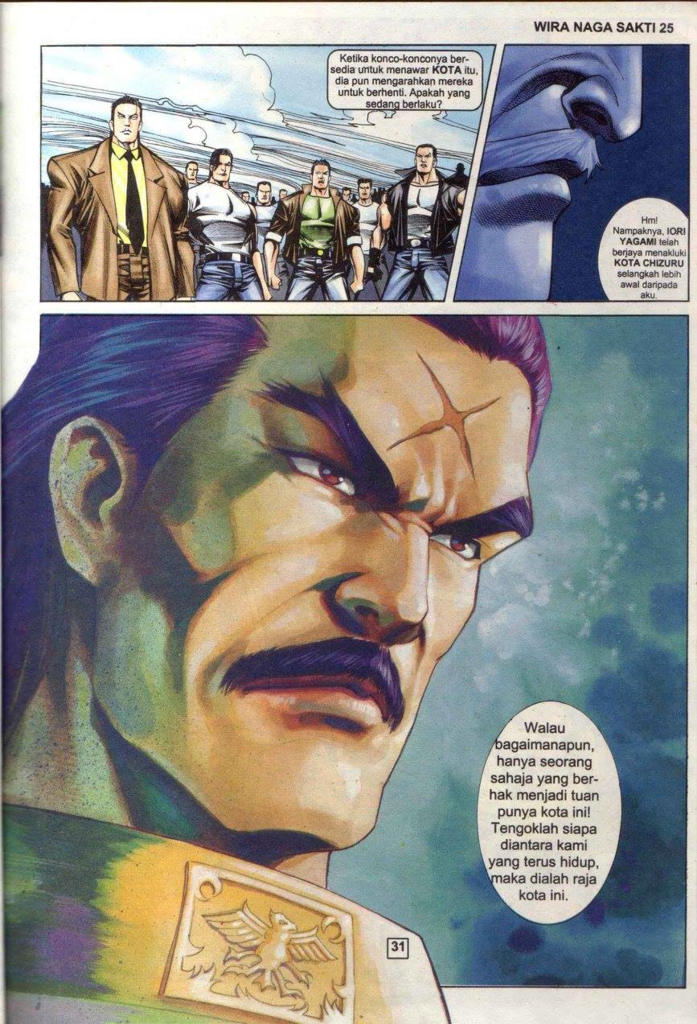 WIRA NAGA SAKTI 25
Ketika konco-konconya ber-
sedia untuk menawar KOTA itu,
dia pun mengarahkan mereka
untuk berhenti. Apakah yang
sedang berlaku?
Hm!
Nampaknya, IORI
YAGAMI telah
berjaya menakluki
KOTA CHIZURU
selangkah lebih
awal daripada
aku.
Walau
bagaimanapun,
hanya seorang
sahaja yang ber-
hak menjadi tuan
punya kota ini!
Tengoklah siapa
diantara kami
yang terus hidup,
maka dialah raja
kota ini.
31